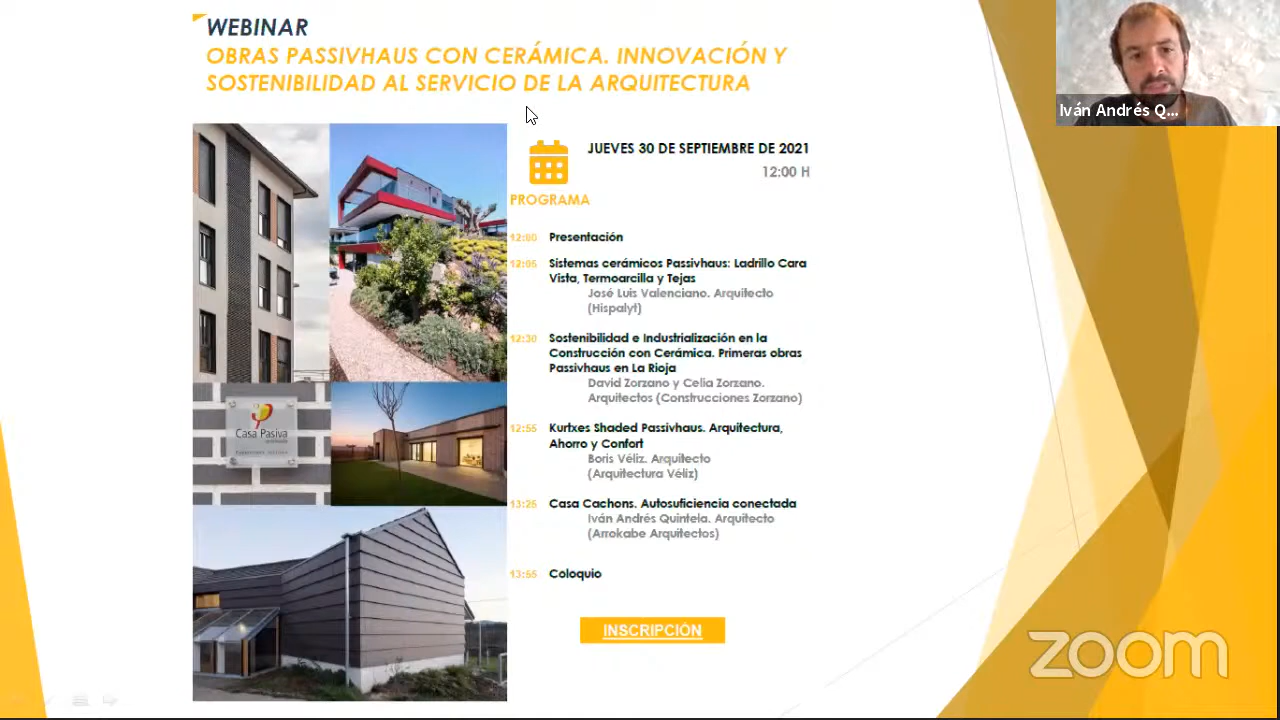 WEBINAR
OBRAS PASSIVHAUS CON CERÁMICA. INNOVACIÓN Y
SOSTENIBILIDAD AL SERVICIO DE LA ARQUITECTURA
Iván Andrés Q...
JUEVES 30 DE SEPTIEMBRE DE 2021
12:00 H
PROGRAMA
12:00 Presentación
12:05 Sistemas cerámicos Passivhaus: Ladrillo Cara
Vista, Termoarcilla y Tejas
José Luis Valenciano. Arquitecto
(Hispalyt)
12:30 Sostenibilidad e Industrialización en la
Construcción con Cerámica. Primeras obras
Passivhaus en La Rioja
David Zorzano y Celia Zorzano.
Arquitectos (Construcciones Zorzano)
12:55 Kurtxes Shaded Passivhaus. Arquitectura,
Ahorro y Confort
Boris Véliz. Arquitecto
(Arquitectura Véliz)
13:25 Casa Cachons. Autosuficiencia conectada
Iván Andrés Quintela. Arquitecto
(Arrokabe Arquitectos)
13:55 Coloquio
INSCRIPCIÓN
Casa Pasiva
zoom